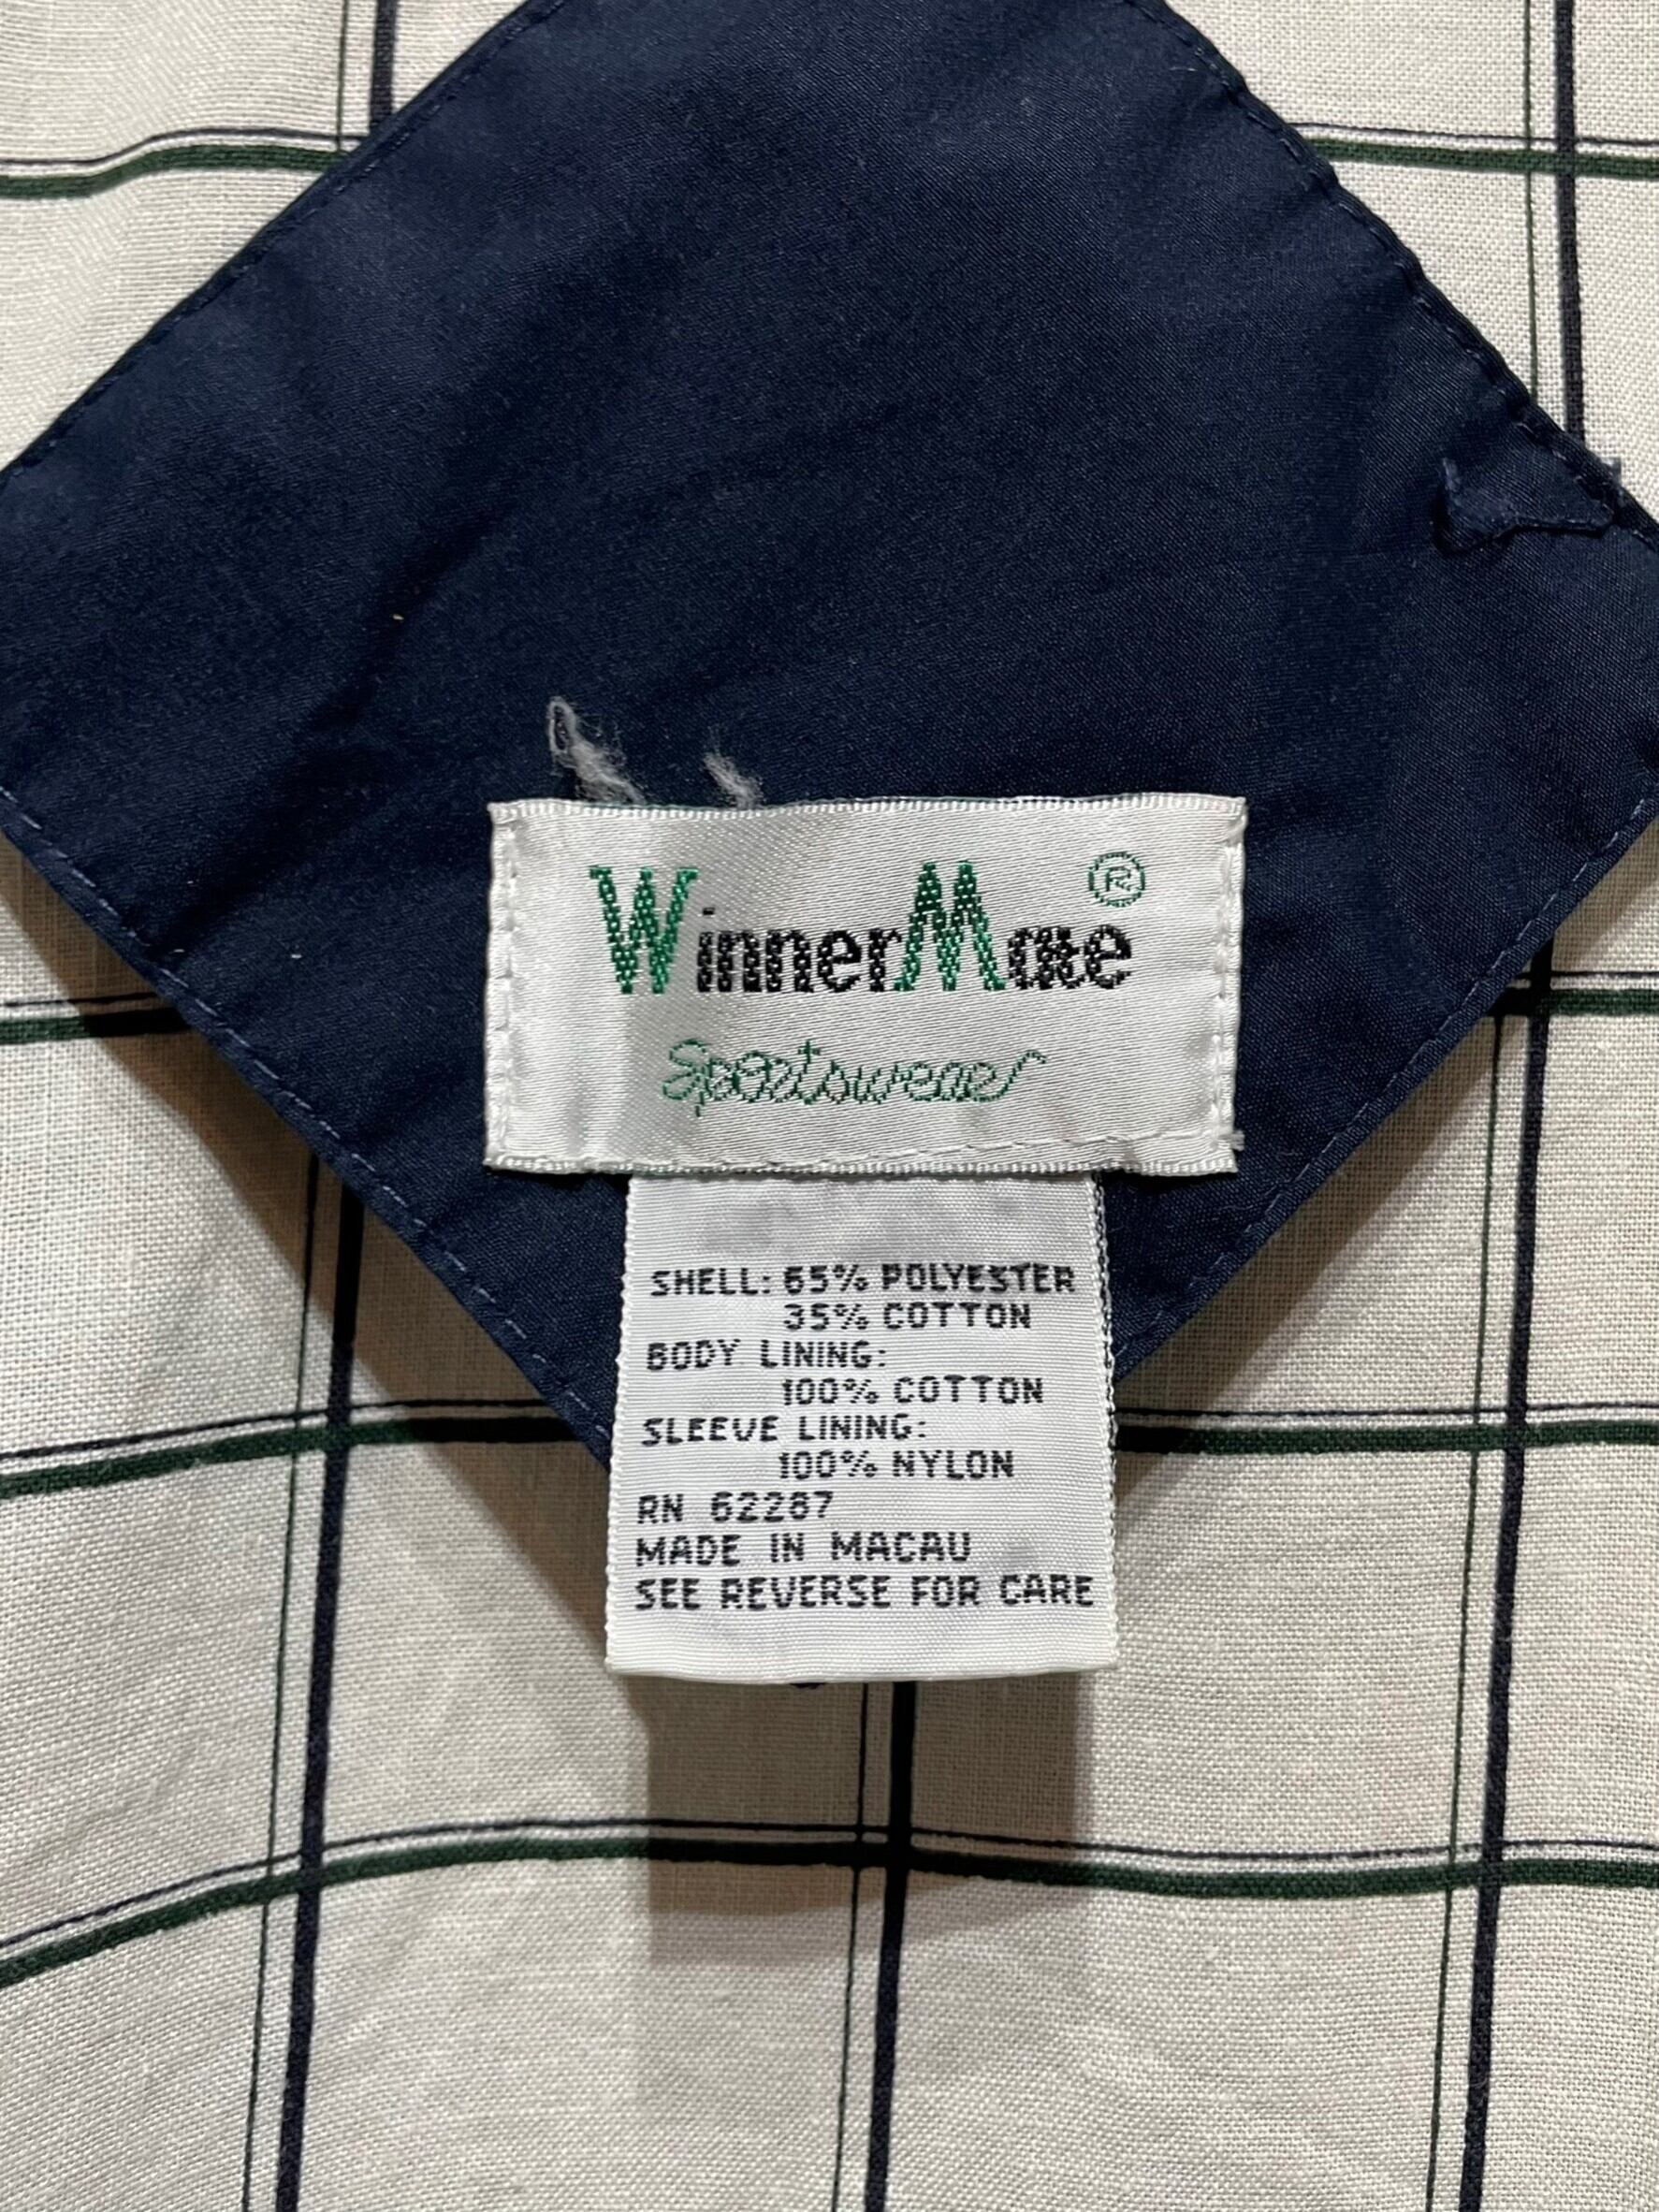 WinnerMate ®
Sportswear
SHELL: 65% POLYESTER
35% COTTON
BODY LINING:
100% COTTON
SLEEVE LINING:
100% NYLON
RN 62287
MADE IN MACAU
SEE REVERSE FOR CARE